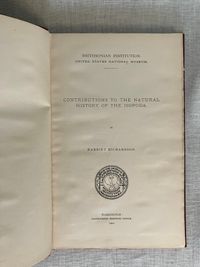 SMITHSONIAN INSTITUTION.
UNITED STATES NATIONAL MUSEUM.
CONTRIBUTIONS TO THE NATURAL
HISTORY OF THE ISOPODA.
BY
HARRIET RICHARDSON.
WASHINGTON:
GOVERNMENT PRINTING OFFICE.